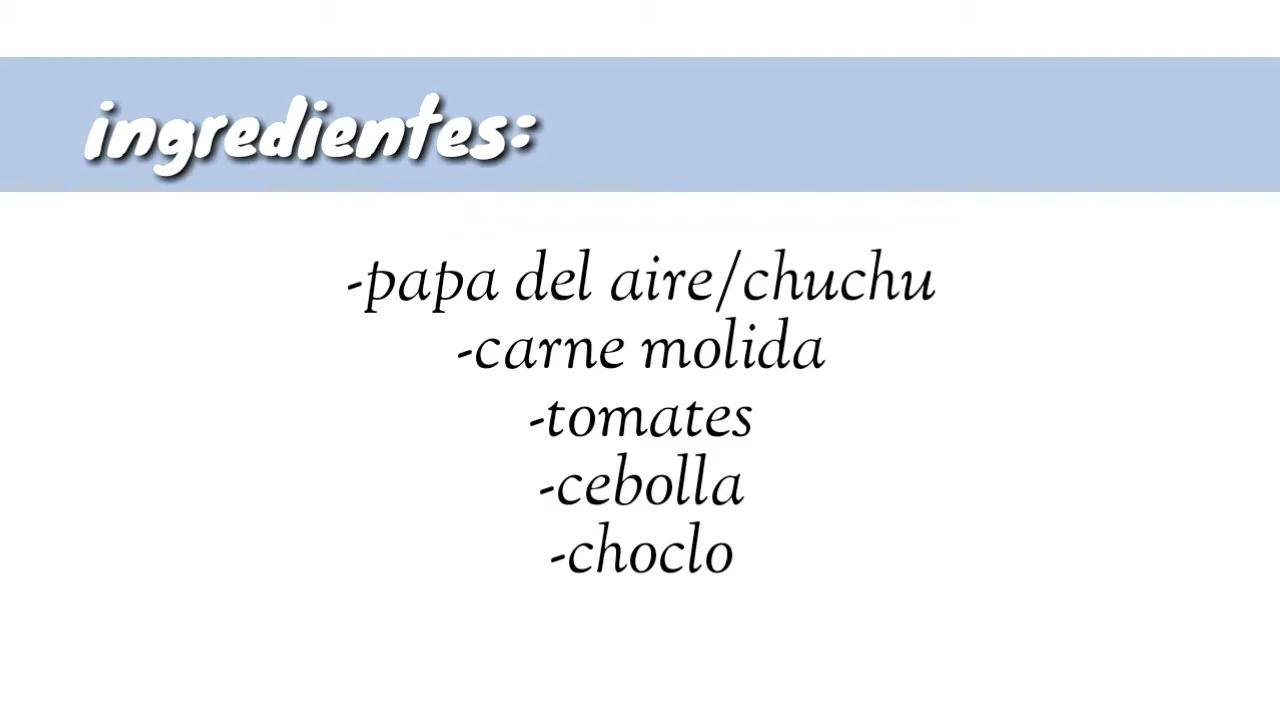 ingredientes:
-papa del aire/chuchu
-carne molida
-tomates
-cebolla
-choclo